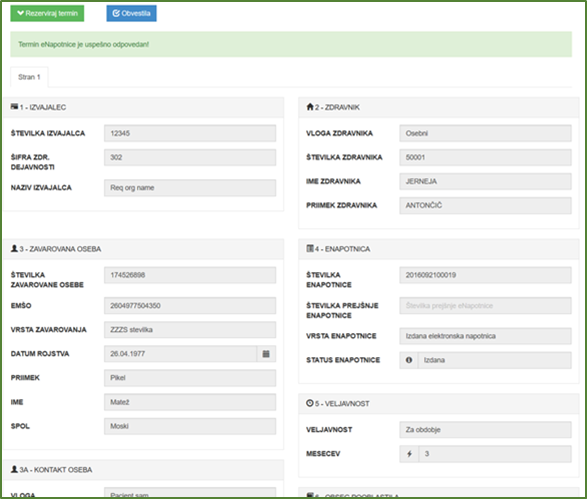 Rezerviraj termin
Obvestila
Termin eNapotnice je uspešno odpovedan!
Stran 1
1 - IZVAJALEC
ŠTEVILKA IZVAJALCA 12345
ŠIFRA ZDR. DEJAVNOSTI 302
NAZIV IZVAJALCA Req org name
2 - ZDRAVNIK
VLOGA ZDRAVNIKA Osebni
ŠTEVILKA ZDRAVNIKA 50001
IME ZDRAVNIKA JERNEJA
PRIIMEK ZDRAVNIKA ANTONČIČ
3 - ZAVAROVANA OSEBA
ŠTEVILKA ZAVAROVANE OSEBE 174526898
EMŠO 2604977504350
VRSTA ZAVAROVANJA ZZZS stevilka
DATUM ROJSTVA 26.04.1977
PRIIMEK Pikel
IME Matež
SPOL Moski
4 - ENAPOTNICA
ŠTEVILKA ENAPOTNICE 2016092100019
ŠTEVILKA PREJŠNJE ENAPOTNICE Številka prejšnje eNapotnice
VRSTA ENAPOTNICE Izdana elektronska napotnica
STATUS ENAPOTNICE Izdana
5 - VELJAVNOST
VELJAVNOST Za obdobje
MESECEV 3
3A - KONTAKT OSEBA
VLOGA Pacient sam
6 - OBSEG POOBLASTILA